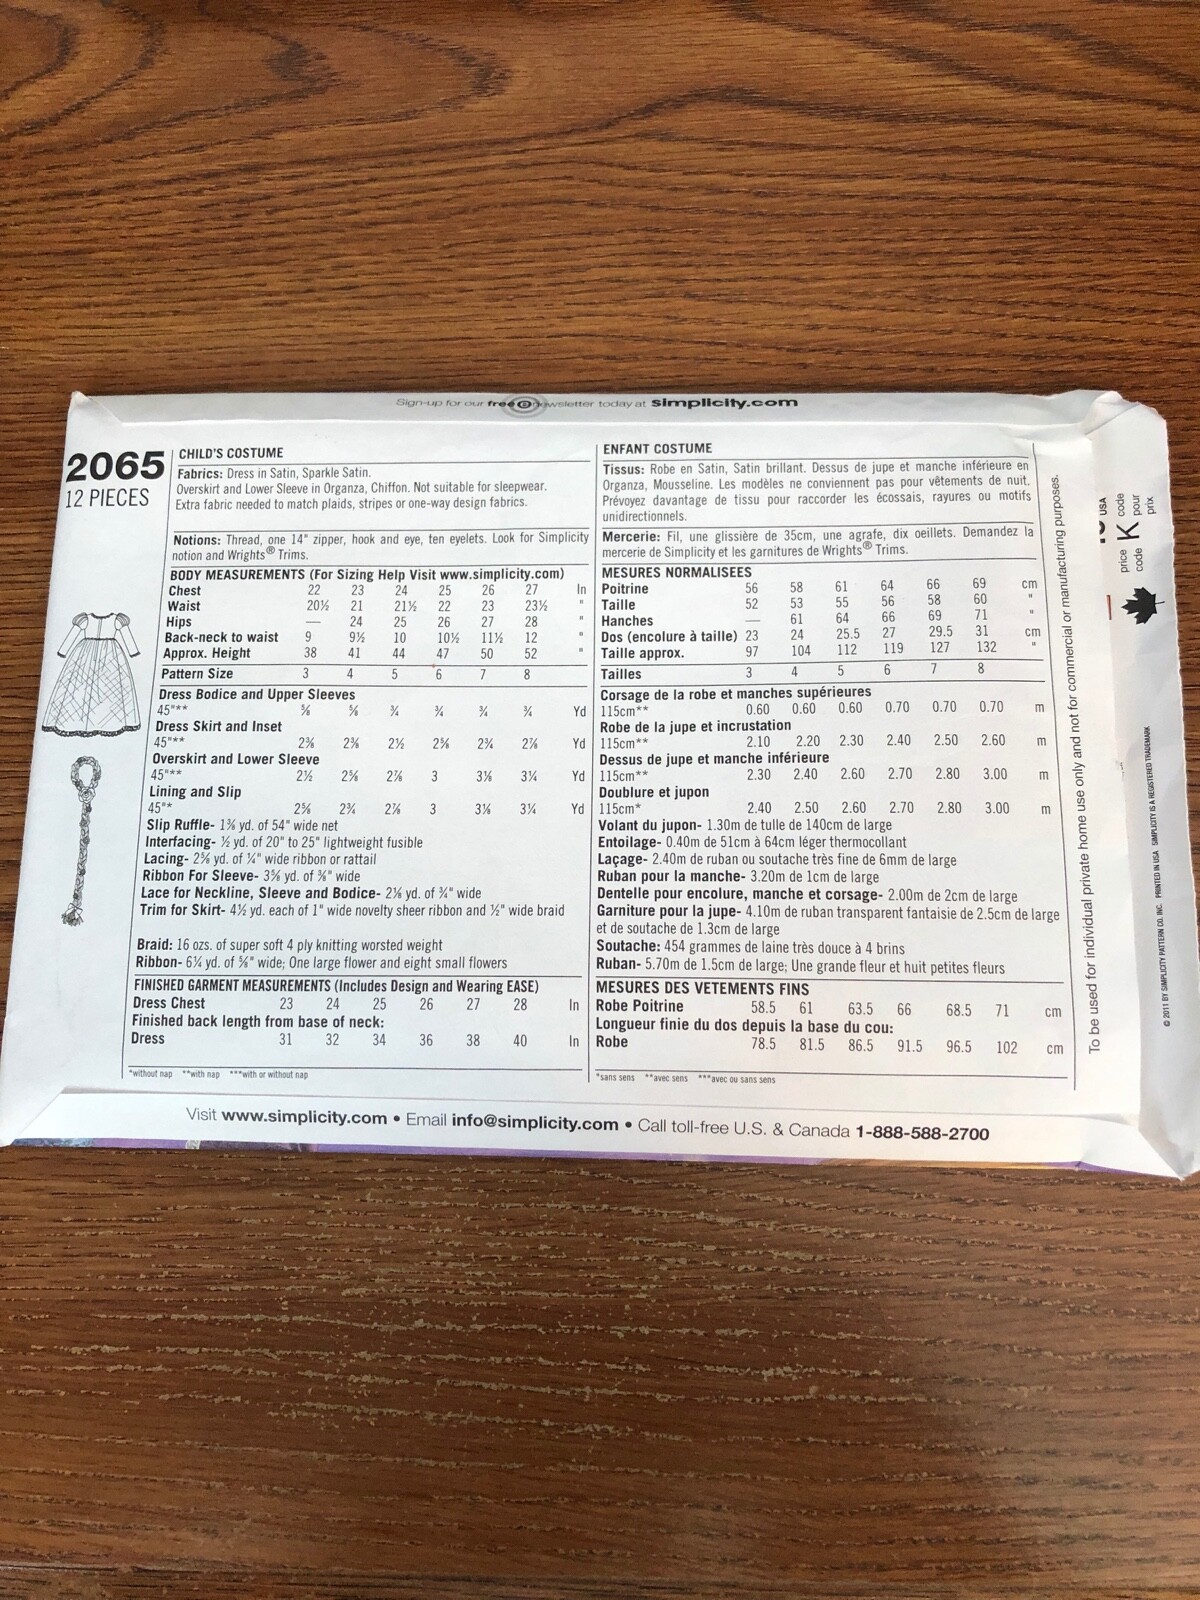 Sign-up for our free e-newsletter today at simplicity.com
2065
12 PIECES
CHILD'S COSTUME
Fabrics: Dress in Satin, Sparkle Satin.
Overskirt and Lower Sleeve in Organza, Chiffon. Not suitable for sleepwear.
Extra fabric needed to match plaids, stripes or one-way design fabrics.
Notions: Thread, one 14" zipper, hook and eye, ten eyelets. Look for Simplicity
notion and Wrights® Trims.
BODY MEASUREMENTS (For Sizing Help Visit www.simplicity.com)
Chest 22 23 24 25 26 27 In
Waist 20½ 21 21½ 22 23 23½ "
Hips — 24 25 26 27 28 "
Back-neck to waist 9 9½ 10 10½ 11½ 12 "
Approx. Height 38 41 44 47 50 52 "
Pattern Size 3 4 5 6 7 8
Dress Bodice and Upper Sleeves
45"** ⅝ ⅝ ¾ ¾ ¾ ¾ Yd
Dress Skirt and Inset
45"** 2⅜ 2⅜ 2½ 2⅝ 2¾ 2⅞ Yd
Overskirt and Lower Sleeve
45"** 2½ 2⅝ 2⅞ 3 3⅛ 3¼ Yd
Lining and Slip
45"* 2⅝ 2¾ 2⅞ 3 3⅛ 3¼ Yd
Slip Ruffle- 1⅜ yd. of 54" wide net
Interfacing- ½ yd. of 20" to 25" lightweight fusible
Lacing- 2⅝ yd. of ¼" wide ribbon or rattail
Ribbon For Sleeve- 3⅝ yd. of ⅜" wide
Lace for Neckline, Sleeve and Bodice- 2⅛ yd. of ¾" wide
Trim for Skirt- 4½ yd. each of 1" wide novelty sheer ribbon and ½" wide braid
Braid: 16 ozs. of super soft 4 ply knitting worsted weight
Ribbon- 6¼ yd. of ⅝" wide; One large flower and eight small flowers
FINISHED GARMENT MEASUREMENTS (Includes Design and Wearing EASE)
Dress Chest 23 24 25 26 27 28 In
Finished back length from base of neck:
Dress 31 32 34 36 38 40 In
*without nap **with nap ***with or without nap
ENFANT COSTUME
Tissus: Robe en Satin, Satin brillant. Dessus de jupe et manche inférieure en
Organza, Mousseline. Les modèles ne conviennent pas pour vêtements de nuit.
Prévoyez davantage de tissu pour raccorder les écossais, rayures ou motifs
unidirectionnels.
Mercerie: Fil, une glissière de 35cm, une agrafe, dix oeillets. Demandez la
mercerie de Simplicity et les garnitures de Wrights® Trims.
MESURES NORMALISEES
Poitrine 56 58 61 64 66 69 cm
Taille 52 53 55 56 58 60 "
Hanches — 61 64 66 69 71 "
Dos (encolure à taille) 23 24 25.5 27 29.5 31 cm
Taille approx. 97 104 112 119 127 132 "
Tailles 3 4 5 6 7 8
Corsage de la robe et manches supérieures
115cm** 0.60 0.60 0.60 0.70 0.70 0.70 m
Robe de la jupe et incrustation
115cm** 2.10 2.20 2.30 2.40 2.50 2.60 m
Dessus de jupe et manche inférieure
115cm** 2.30 2.40 2.60 2.70 2.80 3.00 m
Doublure et jupon
115cm* 2.40 2.50 2.60 2.70 2.80 3.00 m
Volant du jupon- 1.30m de tulle de 140cm de large
Entoilage- 0.40m de 51cm à 64cm léger thermocollant
Laçage- 2.40m de ruban ou soutache très fine de 6mm de large
Ruban pour la manche- 3.20m de 1cm de large
Dentelle pour encolure, manche et corsage- 2.00m de 2cm de large
Garniture pour la jupe- 4.10m de ruban transparent fantaisie de 2.5cm de large
et de soutache de 1.3cm de large
Soutache: 454 grammes de laine très douce à 4 brins
Ruban- 5.70m de 1.5cm de large; Une grande fleur et huit petites fleurs
MESURES DES VETEMENTS FINIS
Robe Poitrine 58.5 61 63.5 66 68.5 71 cm
Longueur finie du dos depuis la base du cou:
Robe 78.5 81.5 86.5 91.5 96.5 102 cm
*sans sens **avec sens ***avec ou sans sens
To be used for individual private home use only and not for commercial or manufacturing purposes.
USA
price code K code pour prix
© 2011 BY SIMPLICITY PATTERN CO. INC. PRINTED IN USA SIMPLICITY IS A REGISTERED TRADEMARK
Visit www.simplicity.com • Email info@simplicity.com • Call toll-free U.S. & Canada 1-888-588-2700